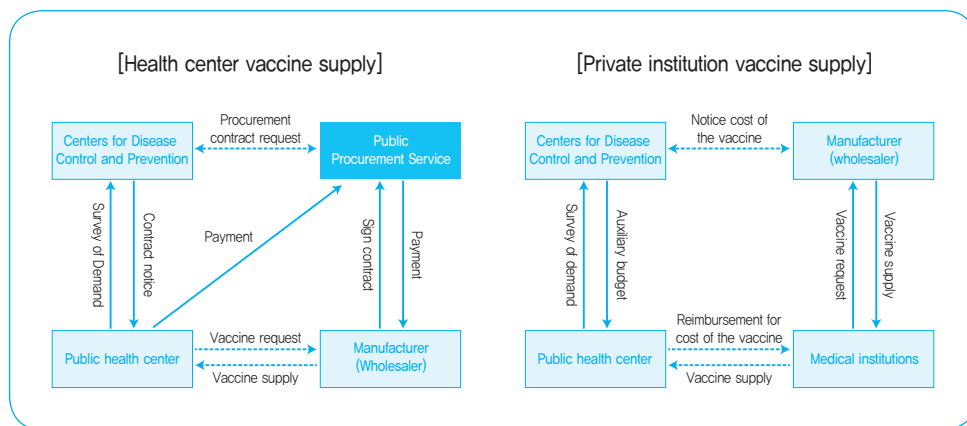 [Health center vaccine supply]
Centers for Disease
Control and Prevention
Procurement
contract request
Public
Procurement Service
Survey of Demand
Contract notice
Payment
Sign contract
Payment
Public health center
Vaccine request
Vaccine supply
Manufacturer
(Wholesaler)
[Private institution vaccine supply]
Centers for Disease
Control and Prevention
Notice cost of
the vaccine
Manufacturer
(wholesaler)
Survey of demand
Auxiliary budget
Vaccine request
Vaccine supply
Public health center
Reimbursement for
cost of the vaccine
Vaccine supply
Medical institutions